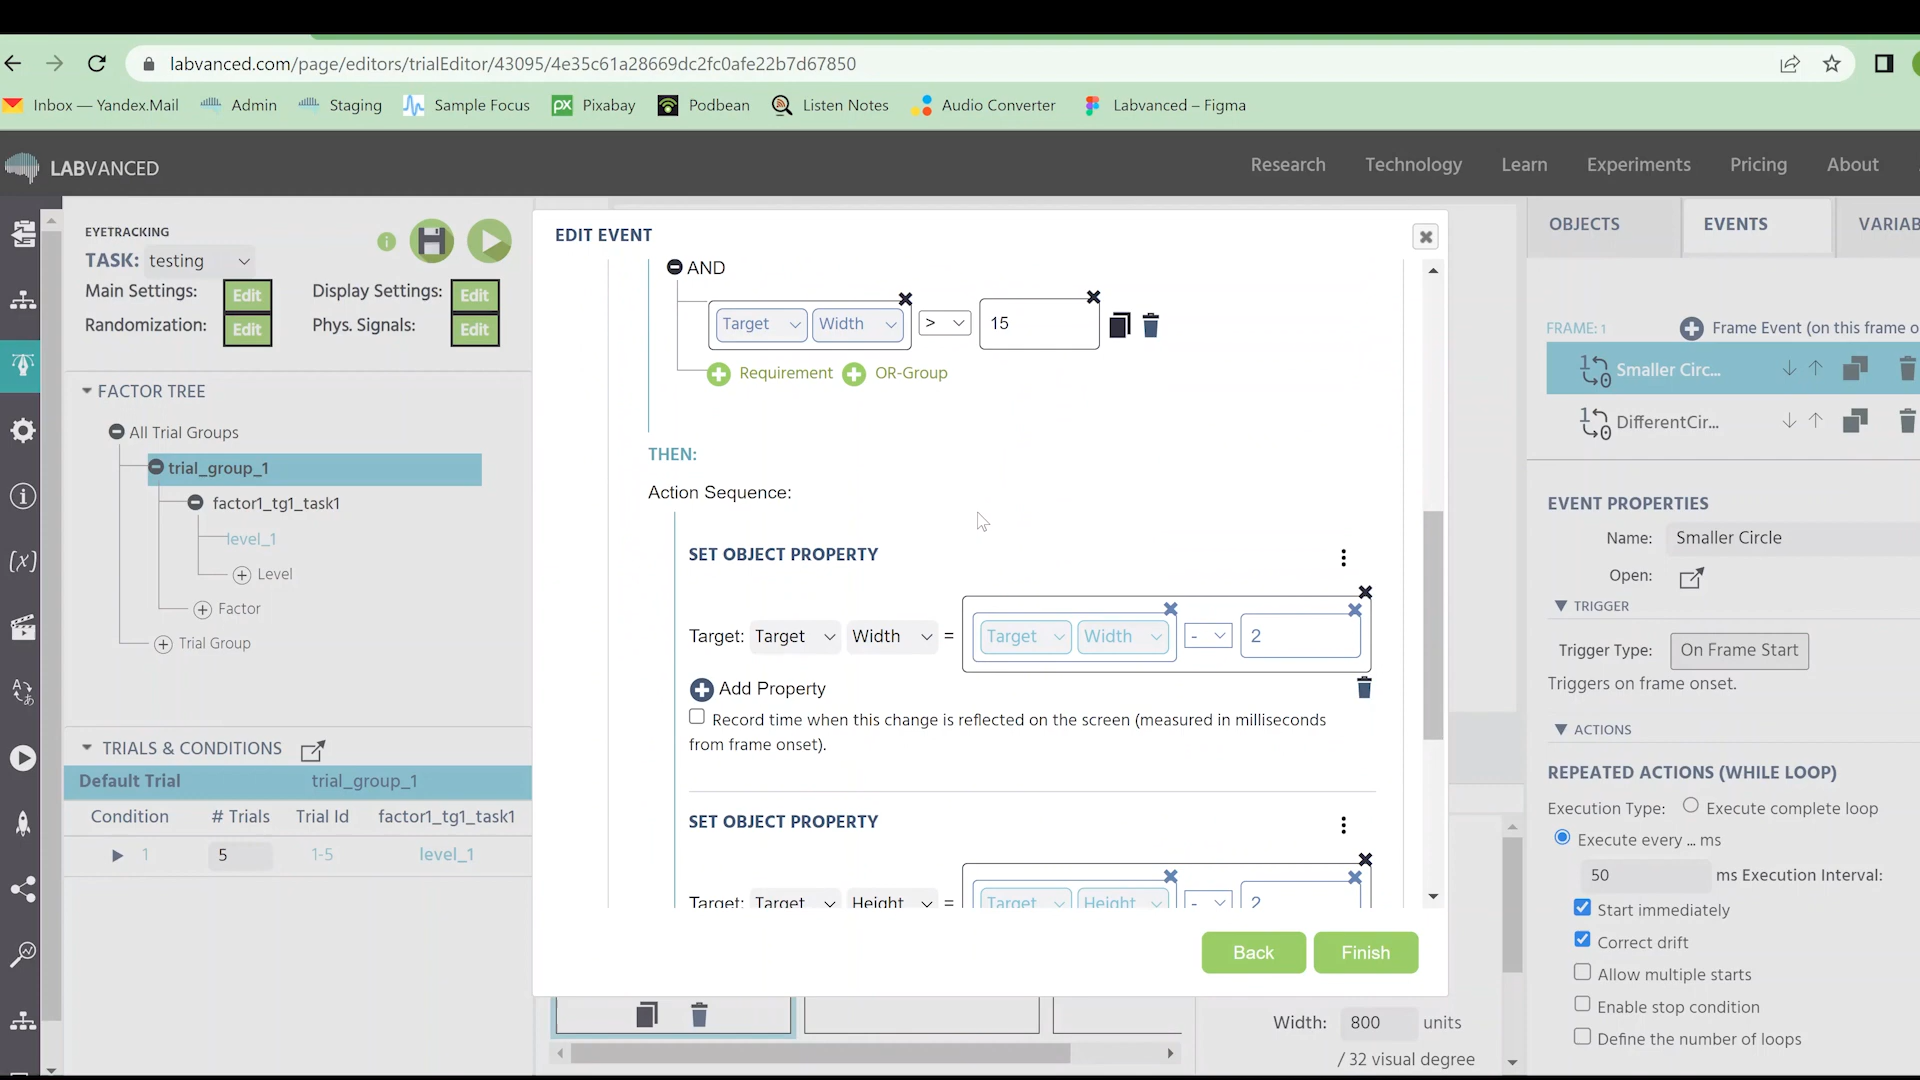 labvanced.com/page/editors/trialEditor/43095/4e35c61a28669dc2fc0afe22b7d67850
Inbox — Yandex.Mail Admin Staging Sample Focus Pixabay Podbean Listen Notes Audio Converter Labvanced – Figma
LABVANCED Research Technology Learn Experiments Pricing About
EYETRACKING
TASK: testing
Main Settings: Edit Display Settings: Edit
Randomization: Edit Phys. Signals: Edit
FACTOR TREE
All Trial Groups
trial_group_1
factor1_tg1_task1
level_1
Level
Factor
Trial Group
TRIALS & CONDITIONS
Default Trial trial_group_1
Condition # Trials Trial Id factor1_tg1_task1
1 5 1-5 level_1
EDIT EVENT
AND
Target Width > 15
Requirement OR-Group
THEN:
Action Sequence:
SET OBJECT PROPERTY
Target: Target Width = Target Width - 2
Add Property
Record time when this change is reflected on the screen (measured in milliseconds
from frame onset).
SET OBJECT PROPERTY
Target: Target Height = Target Height - 2
Back Finish
Width: 800 units
/ 32 visual degree
OBJECTS EVENTS VARIAB
FRAME: 1 Frame Event (on this frame o
Smaller Circ...
DifferentCir...
EVENT PROPERTIES
Name: Smaller Circle
Open:
TRIGGER
Trigger Type: On Frame Start
Triggers on frame onset.
ACTIONS
REPEATED ACTIONS (WHILE LOOP)
Execution Type: Execute complete loop
Execute every ... ms
50 ms Execution Interval:
Start immediately
Correct drift
Allow multiple starts
Enable stop condition
Define the number of loops